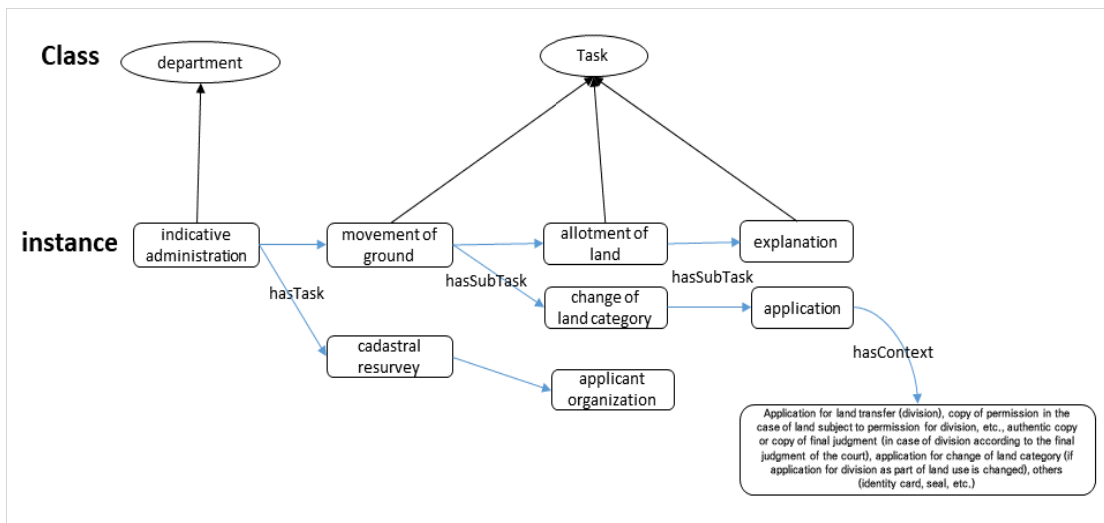 Class
department
Task
instance
indicative
administration
movement of
ground
allotment of
land
explanation
hasTask
hasSubTask
hasSubTask
change of
land category
application
cadastral
resurvey
hasContext
applicant
organization
Application for land transfer (division), copy of permission in the
case of land subject to permission for division, etc., authentic copy
or copy of final judgment (in case of division according to the final
judgment of the court), application for change of land category (if
application for division as part of land use is changed), others
(identity card, seal, etc.)